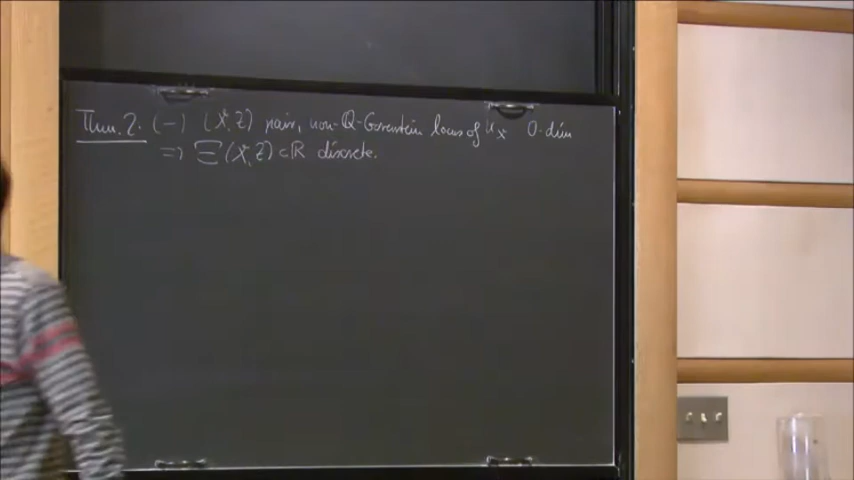 Thm. 2. (-) (X, Z) pair, non-Q-Gorenstein locus of X 0-dim
=> Ξ (X, Z) ⊂ ℝ discrete.